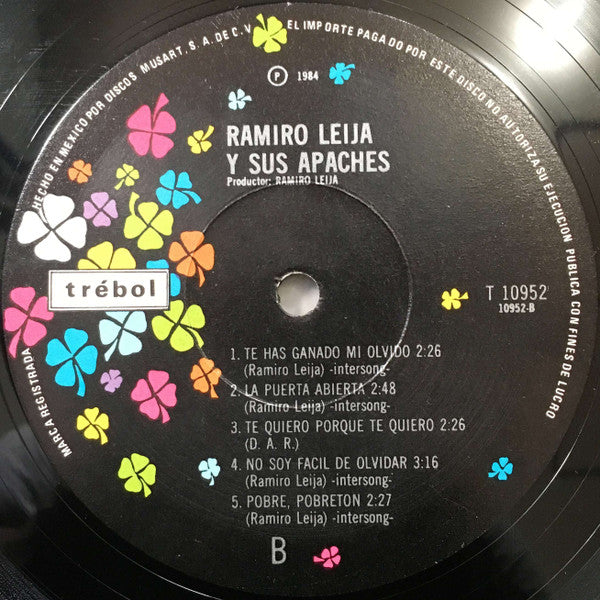 HECHO EN MEXICO POR DISCOS MUSART, S. A. DE C. V. EL IMPORTE PAGADO POR ESTE DISCO NO AUTORIZA SU EJECUCION PUBLICA CON FINES DE LUCRO
MARCA REGISTRADA
Ⓟ 1984
RAMIRO LEIJA
Y SUS APACHES
Productor: RAMIRO LEIJA
trébol
T 10952
10952-B
1. TE HAS GANADO MI OLVIDO 2:26
(Ramiro Leija) -intersong-
2. LA PUERTA ABIERTA 2:48
(Ramiro Leija) -intersong-
3. TE QUIERO PORQUE TE QUIERO 2:26
(D. A. R.)
4. NO SOY FACIL DE OLVIDAR 3:16
(Ramiro Leija) -intersong-
5. POBRE, POBRETON 2:27
(Ramiro Leija) -intersong-
B